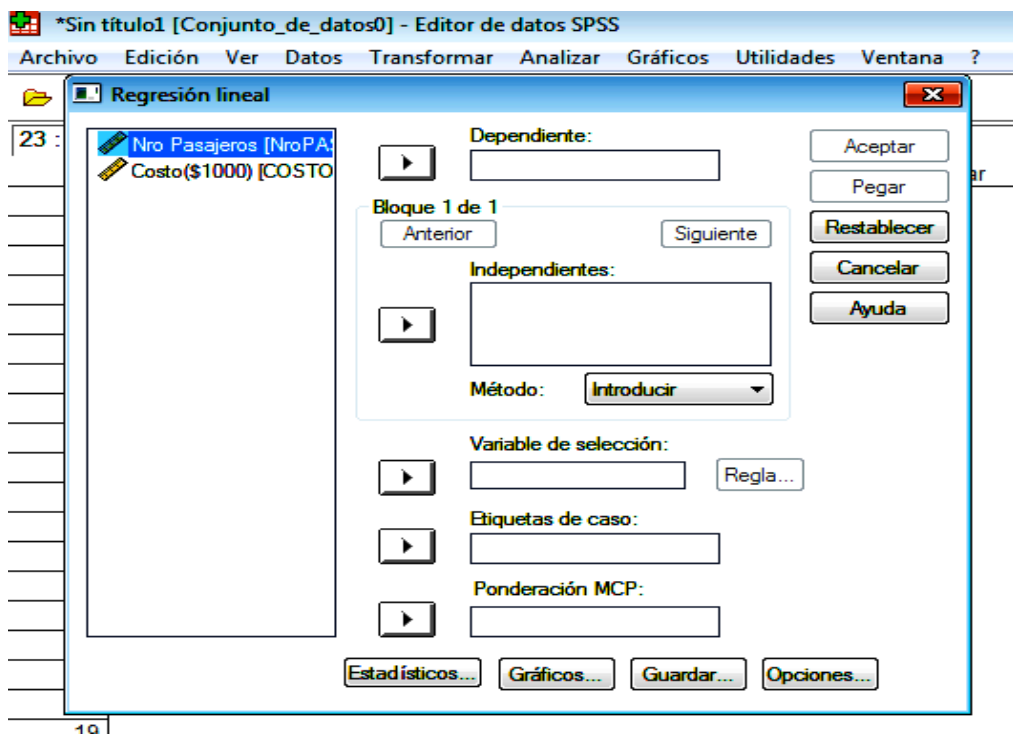 *Sin título1 [Conjunto_de_datos0] - Editor de datos SPSS
Archivo Edición Ver Datos Transformar Analizar Gráficos Utilidades Ventana ?
Regresión lineal
23 :
Nro Pasajeros [NroPAS
Costo($1000) [COSTO
Dependiente:
Bloque 1 de 1
Anterior Siguiente
Independientes:
Método: Introducir
Variable de selección:
Regla...
Etiquetas de caso:
Ponderación MCP:
Aceptar
Pegar
Restablecer
Cancelar
Ayuda
ar
Estadísticos... Gráficos... Guardar... Opciones...
19